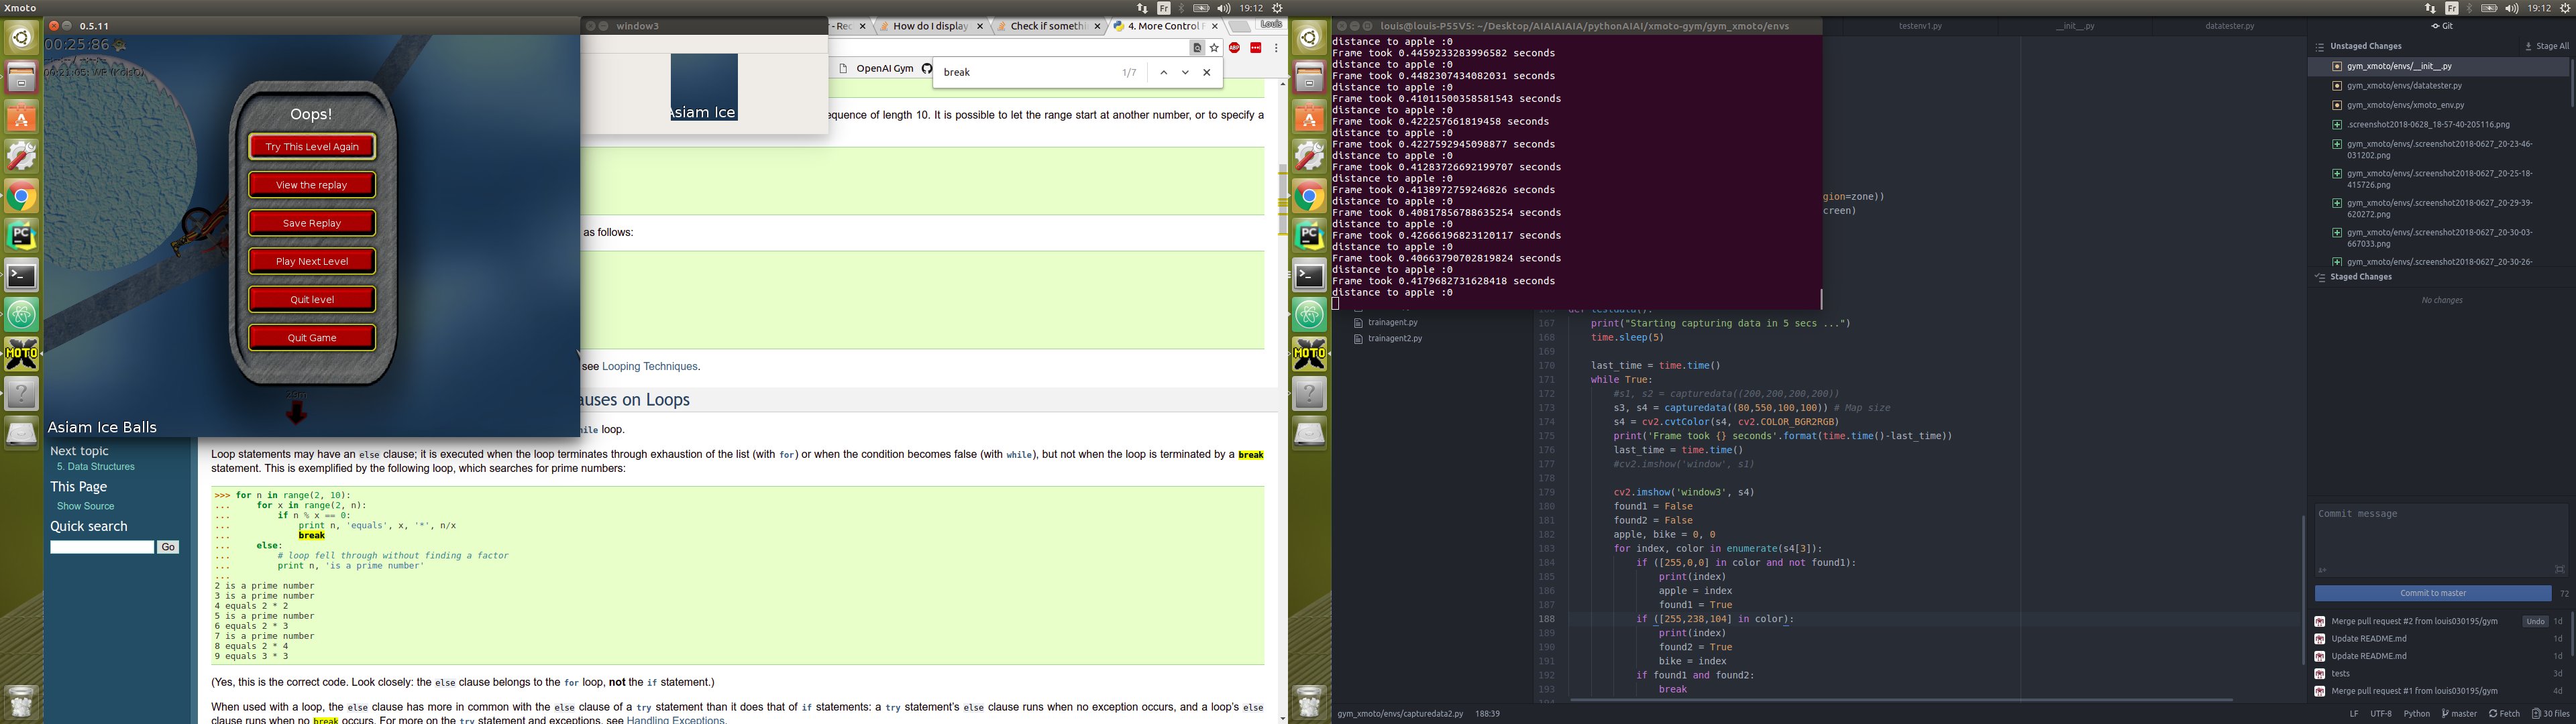 Xmoto
Fr
19:12
0.5.11
00:25:86
Oops!
Try This Level Again
View the replay
Save Replay
Play Next Level
Quit level
Quit Game
Asiam Ice Balls
MOTO
window3
Asiam Ice
How do I display
Check if somethin
4. More Control F
Louis
OpenAI Gym
break
1/7
equence of length 10. It is possible to let the range start at another number, or to specify a
as follows:
see Looping Techniques.
auses on Loops
hile loop.
Loop statements may have an else clause; it is executed when the loop terminates through exhaustion of the list (with for) or when the condition becomes false (with while), but not when the loop is terminated by a break
statement. This is exemplified by the following loop, which searches for prime numbers:
>>> for n in range(2, 10):
...     for x in range(2, n):
...         if n % x == 0:
...             print n, 'equals', x, '*', n/x
...             break
...     else:
...         # loop fell through without finding a factor
...         print n, 'is a prime number'
...
2 is a prime number
3 is a prime number
4 equals 2 * 2
5 is a prime number
6 equals 2 * 3
7 is a prime number
8 equals 2 * 4
9 equals 3 * 3
(Yes, this is the correct code. Look closely: the else clause belongs to the for loop, not the if statement.)
When used with a loop, the else clause has more in common with the else clause of a try statement than it does that of if statements: a try statement's else clause runs when no exception occurs, and a loop's else
clause runs when no break occurs. For more on the try statement and exceptions, see Handling Exceptions.
Next topic
5. Data Structures
This Page
Show Source
Quick search
Go
Fr
19:12
louis@louis-P55V5: ~/Desktop/AIAIAIAIA/pythonAIAI/xmoto-gym/gym_xmoto/envs
distance to apple :0
Frame took 0.4459233283996582 seconds
distance to apple :0
Frame took 0.4482307434082031 seconds
distance to apple :0
Frame took 0.41011500358581543 seconds
distance to apple :0
Frame took 0.422257661819458 seconds
distance to apple :0
Frame took 0.4227592945098877 seconds
distance to apple :0
Frame took 0.41283726692199707 seconds
distance to apple :0
Frame took 0.4138972759246826 seconds
distance to apple :0
Frame took 0.40817856788635254 seconds
distance to apple :0
Frame took 0.42666196823120117 seconds
distance to apple :0
Frame took 0.40663790702819824 seconds
distance to apple :0
Frame took 0.4179682731628418 seconds
distance to apple :0
MOTO
testenv1.py
__init__.py
datatester.py
gion=zone))
creen)
trainagent.py
trainagent2.py
167 print("Starting capturing data in 5 secs ...")
168 time.sleep(5)
169
170 last_time = time.time()
171 while True:
172 #s1, s2 = capturedata((200,200,200,200))
173 s3, s4 = capturedata((80,550,100,100)) # Map size
174 s4 = cv2.cvtColor(s4, cv2.COLOR_BGR2RGB)
175 print('Frame took {} seconds'.format(time.time()-last_time))
176 last_time = time.time()
177 #cv2.imshow('window', s1)
178
179 cv2.imshow('window3', s4)
180 found1 = False
181 found2 = False
182 apple, bike = 0, 0
183 for index, color in enumerate(s4[3]):
184 if ([255,0,0] in color and not found1):
185 print(index)
186 apple = index
187 found1 = True
188 if ([255,238,104] in color):
189 print(index)
190 found2 = True
191 bike = index
192 if found1 and found2:
193 break
gym_xmoto/envs/capturedata2.py
188:39
Git
Unstaged Changes
Stage All
gym_xmoto/envs/__init__.py
gym_xmoto/envs/datatester.py
gym_xmoto/envs/xmoto_env.py
.screenshot2018-0628_18-57-40-205116.png
gym_xmoto/envs/.screenshot2018-0627_20-23-46-
031202.png
gym_xmoto/envs/.screenshot2018-0627_20-25-18-
415726.png
gym_xmoto/envs/.screenshot2018-0627_20-29-39-
620272.png
gym_xmoto/envs/.screenshot2018-0627_20-30-03-
667033.png
gym_xmoto/envs/.screenshot2018-0627_20-30-26-
Staged Changes
No changes
Commit message
Commit to master
72
Merge pull request #2 from louis030195/gym
Undo
1d
Update README.md
1d
Update README.md
1d
tests
3d
Merge pull request #1 from louis030195/gym
4d
LF
UTF-8
Python
master
Fetch
30 files